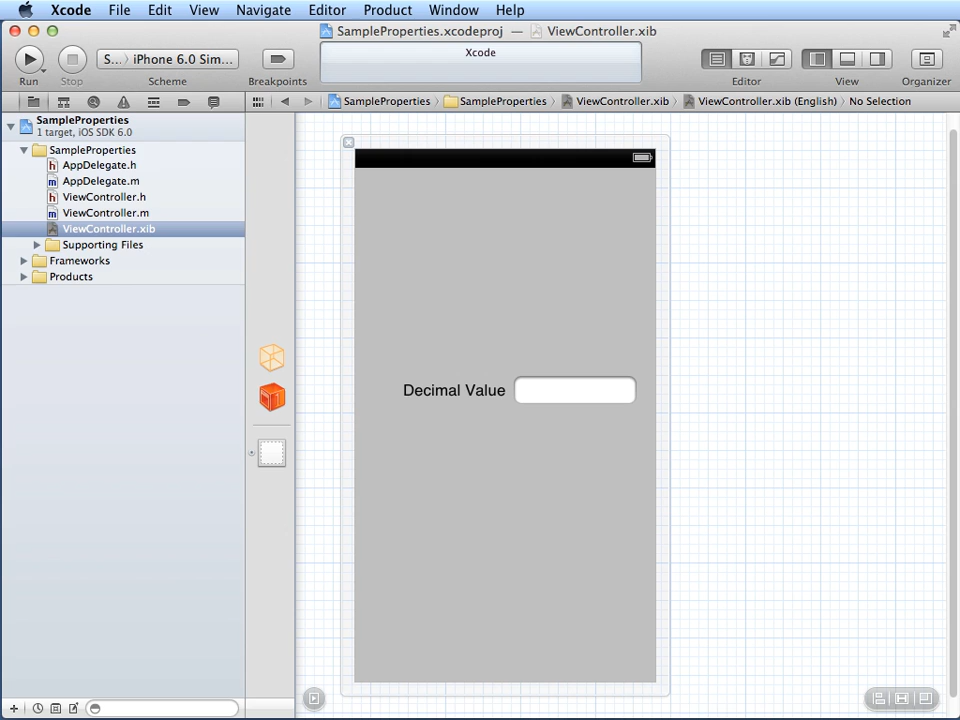 Xcode File Edit View Navigate Editor Product Window Help
SampleProperties.xcodeproj — ViewController.xib
S... iPhone 6.0 Sim...
Xcode
Run Stop Scheme Breakpoints Editor View Organizer
SampleProperties SampleProperties ViewController.xib ViewController.xib (English) No Selection
SampleProperties
1 target, iOS SDK 6.0
SampleProperties
AppDelegate.h
AppDelegate.m
ViewController.h
ViewController.m
ViewController.xib
Supporting Files
Frameworks
Products
Decimal Value